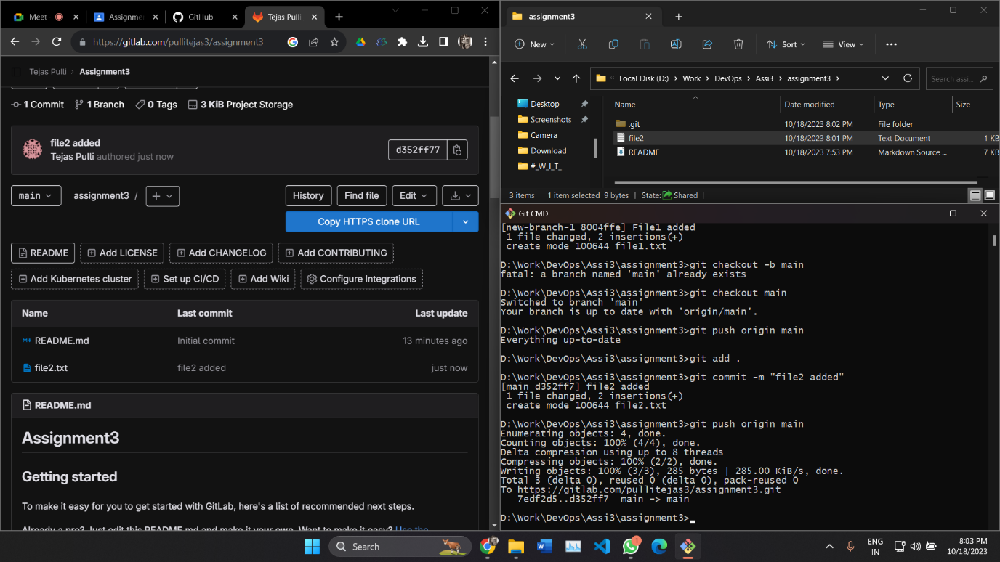 Meet
Assignmen
GitHub
Tejas Pulli
https://gitlab.com/pullitejas3/assignment3
Tejas Pulli > Assignment3
1 Commit 1 Branch 0 Tags 3 KiB Project Storage
file2 added
Tejas Pulli authored just now
d352ff77
main
assignment3 /
History
Find file
Edit
Copy HTTPS clone URL
README
Add LICENSE
Add CHANGELOG
Add CONTRIBUTING
Add Kubernetes cluster
Set up CI/CD
Add Wiki
Configure Integrations
Name Last commit Last update
README.md Initial commit 13 minutes ago
file2.txt file2 added just now
README.md
Assignment3
Getting started
To make it easy for you to get started with GitLab, here's a list of recommended next steps.
Already a pro? Just edit this README.md and make it your own. Want to make it easy? Use the
assignment3
New
Sort
View
Local Disk (D:) > Work > DevOps > Assi3 > assignment3 >
Search assi...
Desktop
Screenshots
Camera
Download
#_W_I_T_
Name Date modified Type Size
.git 10/18/2023 8:02 PM File folder
file2 10/18/2023 8:01 PM Text Document 1 KB
README 10/18/2023 7:53 PM Markdown Source ... 7 KB
3 items | 1 item selected 9 bytes | State: Shared |
Git CMD
[new-branch-1 8004ffe] File1 added
1 file changed, 2 insertions(+)
create mode 100644 file1.txt
D:\Work\DevOps\Assi3\assignment3>git checkout -b main
fatal: a branch named 'main' already exists
D:\Work\DevOps\Assi3\assignment3>git checkout main
Switched to branch 'main'
Your branch is up to date with 'origin/main'.
D:\Work\DevOps\Assi3\assignment3>git push origin main
Everything up-to-date
D:\Work\DevOps\Assi3\assignment3>git add .
D:\Work\DevOps\Assi3\assignment3>git commit -m "file2 added"
[main d352ff7] file2 added
1 file changed, 2 insertions(+)
create mode 100644 file2.txt
D:\Work\DevOps\Assi3\assignment3>git push origin main
Enumerating objects: 4, done.
Counting objects: 100% (4/4), done.
Delta compression using up to 8 threads
Compressing objects: 100% (2/2), done.
Writing objects: 100% (3/3), 285 bytes | 285.00 KiB/s, done.
Total 3 (delta 0), reused 0 (delta 0), pack-reused 0
To https://gitlab.com/pullitejas3/assignment3.git
7edf2d5..d352ff7 main -> main
D:\Work\DevOps\Assi3\assignment3>
Search
1
ENG
IN
8:03 PM
10/18/2023